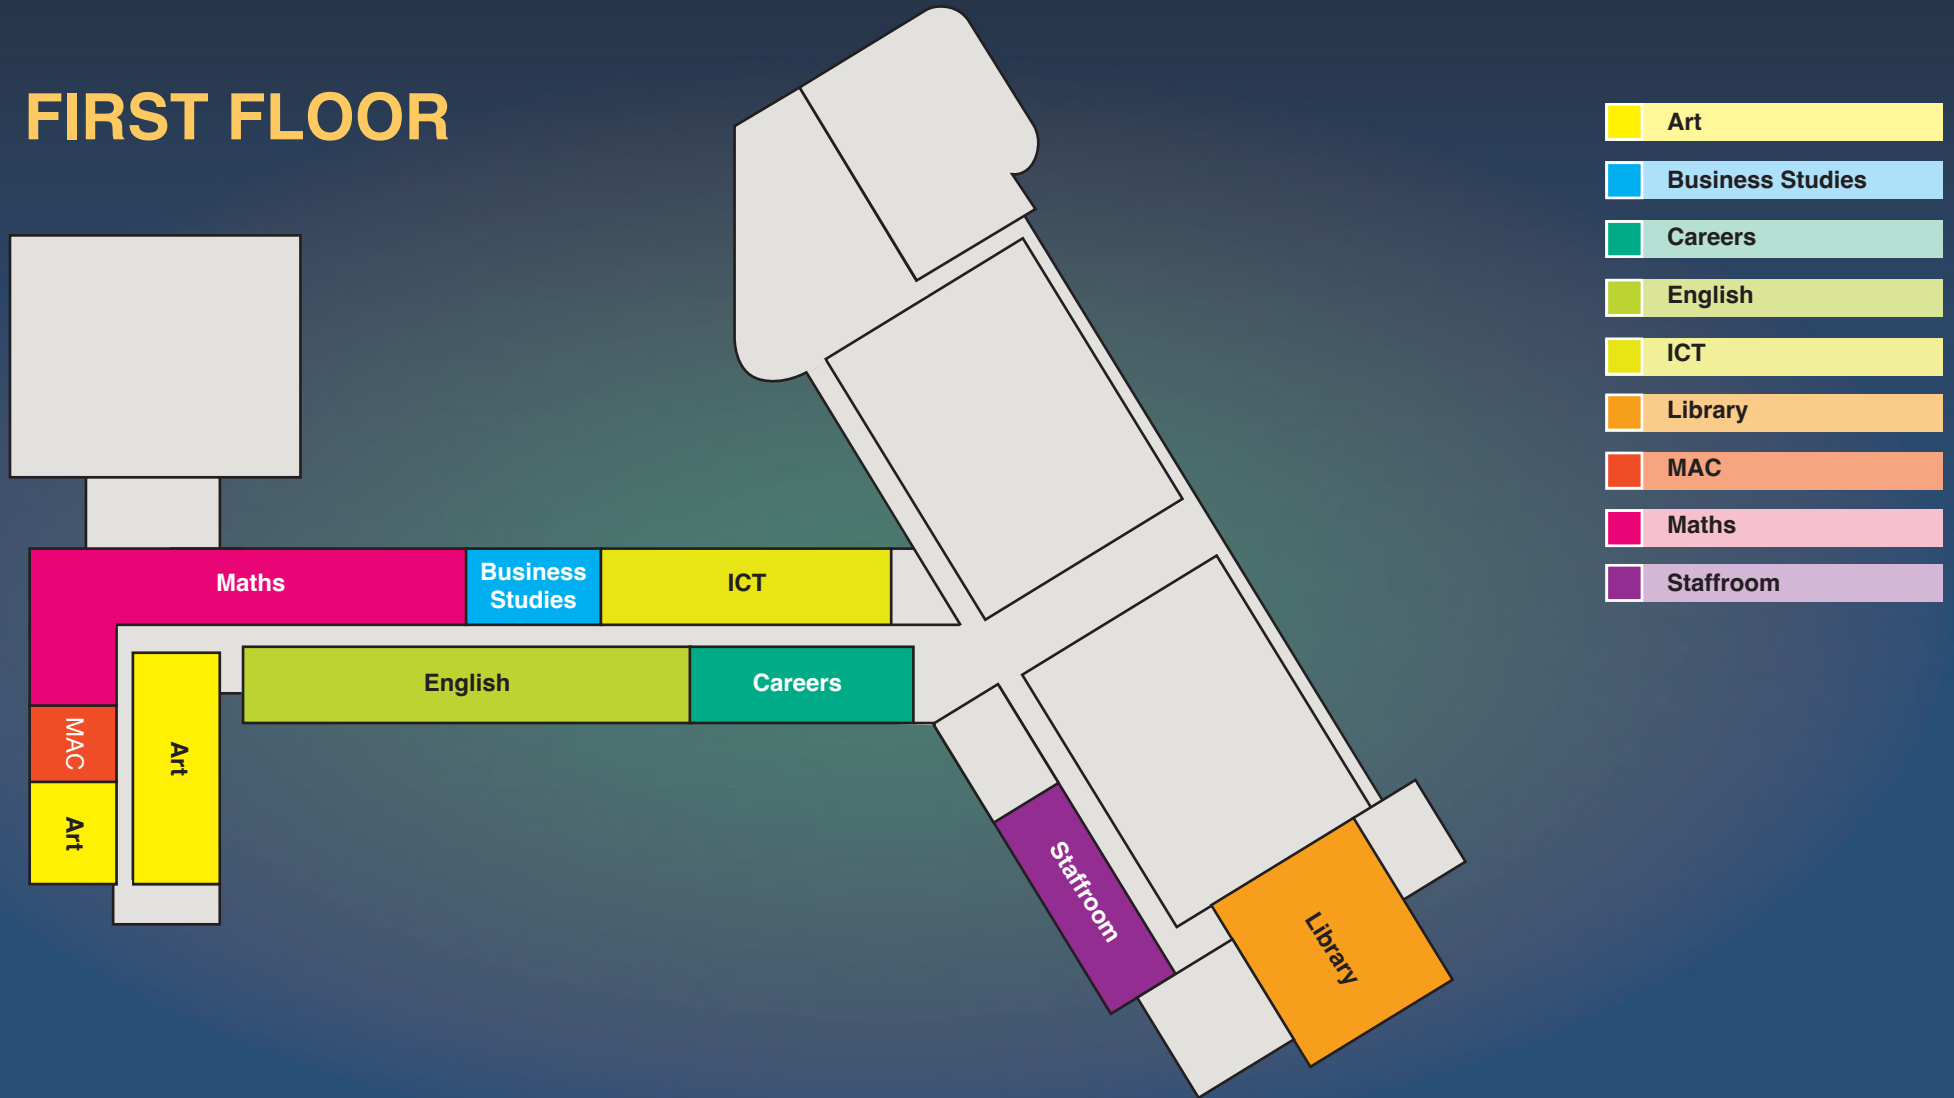 FIRST FLOOR
Art
Business Studies
Careers
English
ICT
Library
MAC
Maths
Staffroom
Maths
Business
Studies
ICT
English
Careers
MAC
Art
Art
Staffroom
Library